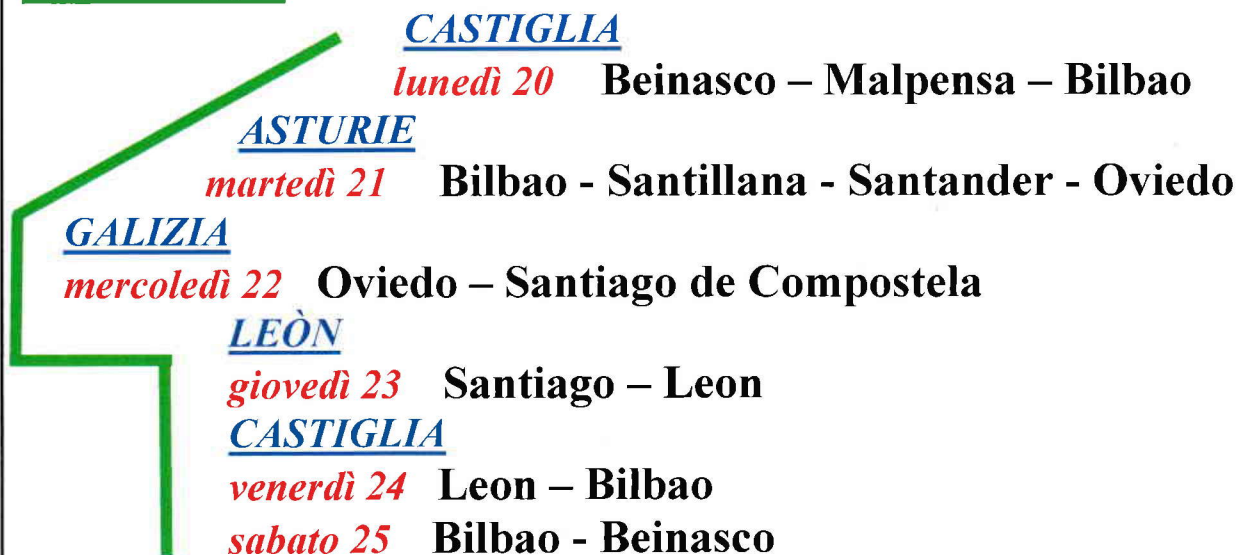 CASTIGLIA
lunedì 20 Beinasco – Malpensa – Bilbao
ASTURIE
martedì 21 Bilbao - Santillana - Santander - Oviedo
GALIZIA
mercoledì 22 Oviedo – Santiago de Compostela
LEÒN
giovedì 23 Santiago – Leon
CASTIGLIA
venerdì 24 Leon – Bilbao
sabato 25 Bilbao - Beinasco